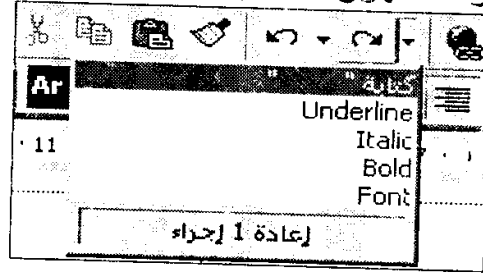 Ar
كتابة " "
Underline
Italic
Bold
Font
11
إعادة 1 إجراء